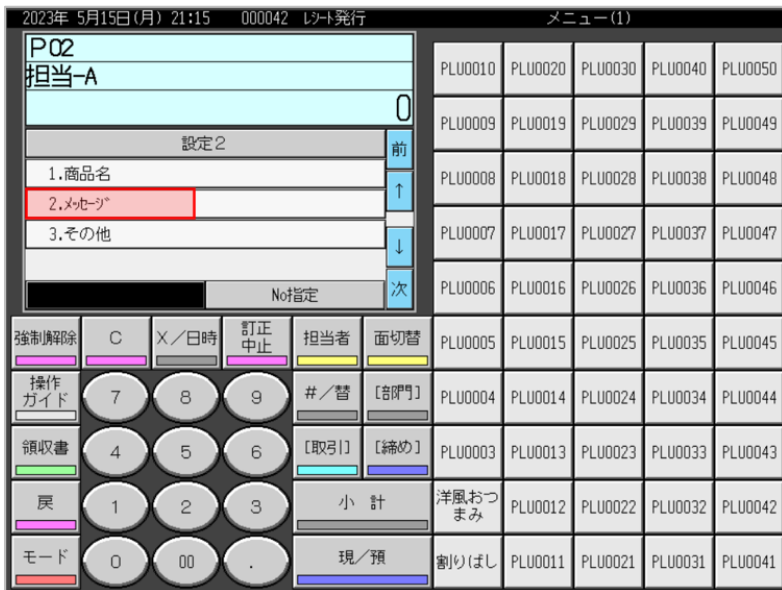 2023年 5月15日(月) 21:15 000042 ﾚｼｰﾄ発行 メニュー(1)
P02
担当-A
0
設定2
前
1.商品名
↑
2.ﾒｯｾｰｼﾞ
3.その他
↓
No指定
次
PLU0010 PLU0020 PLU0030 PLU0040 PLU0050
PLU0009 PLU0019 PLU0029 PLU0039 PLU0049
PLU0008 PLU0018 PLU0028 PLU0038 PLU0048
PLU0007 PLU0017 PLU0027 PLU0037 PLU0047
PLU0006 PLU0016 PLU0026 PLU0036 PLU0046
強制解除 C X/日時 訂正
中止
担当者 面切替 PLU0005 PLU0015 PLU0025 PLU0035 PLU0045
操作
ガイド
7 8 9 #/替 [部門] PLU0004 PLU0014 PLU0024 PLU0034 PLU0044
領収書 4 5 6 [取引] [締め] PLU0003 PLU0013 PLU0023 PLU0033 PLU0043
戻 1 2 3 小 計 洋風おつ
まみ
PLU0012 PLU0022 PLU0032 PLU0042
モード 0 00 . 現/預 割りばし PLU0011 PLU0021 PLU0031 PLU0041